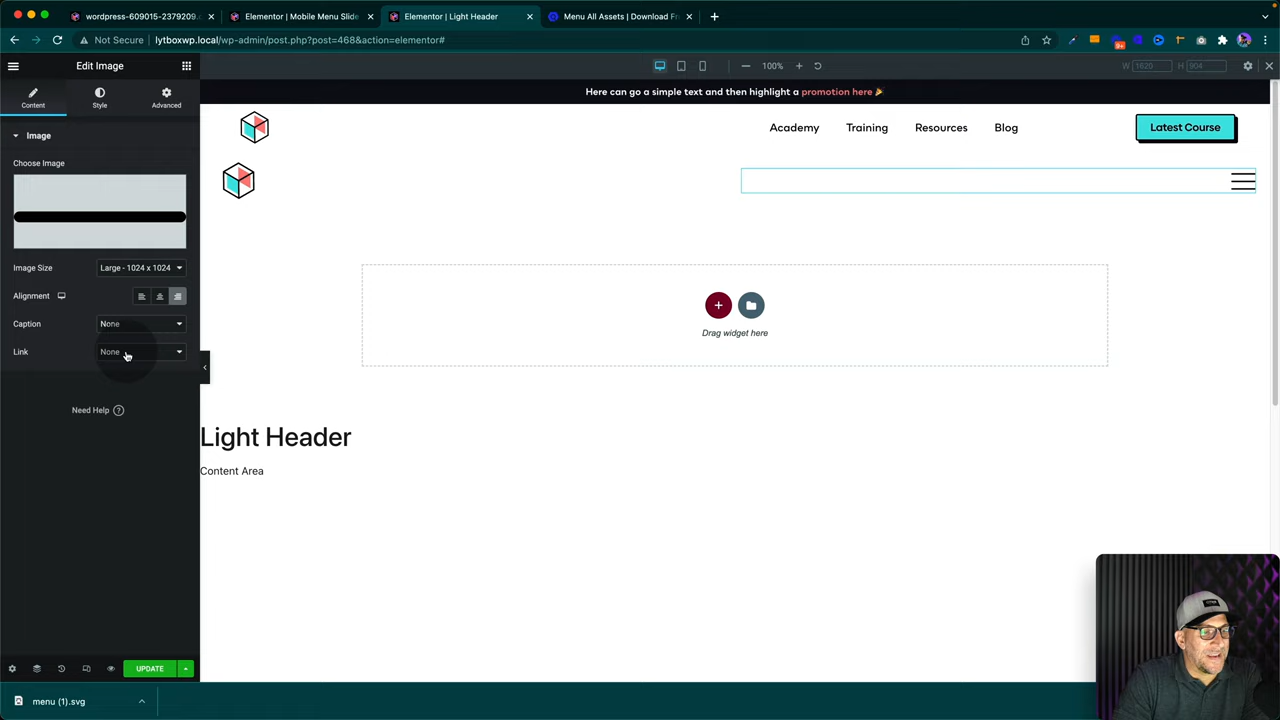 wordpress-609015-2379209.
Elementor | Mobile Menu Slide
Elementor | Light Header
Menu All Assets | Download Fr
Not Secure
lytboxwp.local/wp-admin/post.php?post=468&action=elementor#
9+
Edit Image
100%
W 1620 H 904
Content
Style
Advanced
Here can go a simple text and then highlight a promotion here 🎉
Academy
Training
Resources
Blog
Latest Course
Image
Choose Image
Image Size
Large - 1024 x 1024
Alignment
Caption
None
Link
None
Drag widget here
Need Help ?
Light Header
Content Area
UPDATE
menu (1).svg